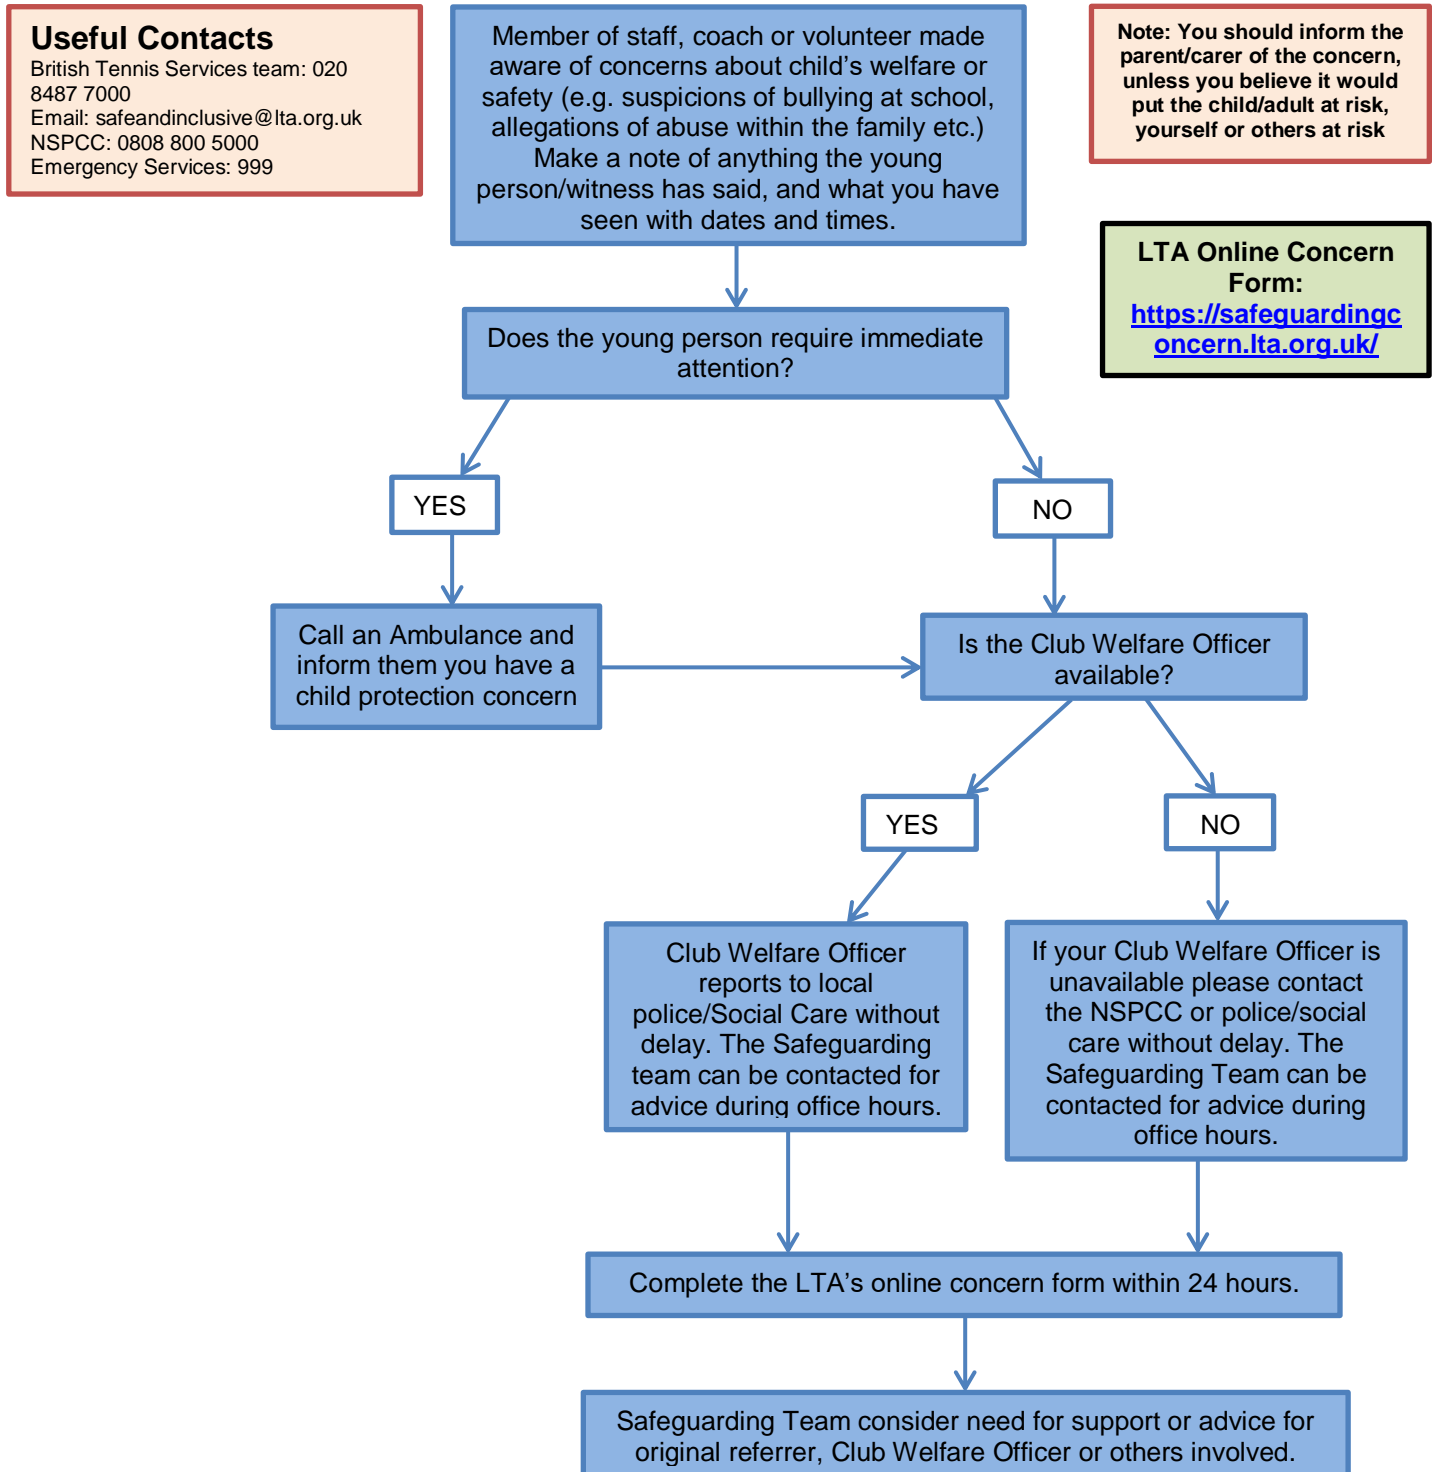 Useful Contacts
British Tennis Services team: 020
8487 7000
Email: safeandinclusive@lta.org.uk
NSPCC: 0808 800 5000
Emergency Services: 999
Member of staff, coach or volunteer made
aware of concerns about child’s welfare or
safety (e.g. suspicions of bullying at school,
allegations of abuse within the family etc.)
Make a note of anything the young
person/witness has said, and what you have
seen with dates and times.
Note: You should inform the
parent/carer of the concern,
unless you believe it would
put the child/adult at risk,
yourself or others at risk
LTA Online Concern
Form:
https://safeguardingc
oncern.lta.org.uk/
Does the young person require immediate
attention?
YES
NO
Call an Ambulance and
inform them you have a
child protection concern
Is the Club Welfare Officer
available?
YES
NO
Club Welfare Officer
reports to local
police/Social Care without
delay. The Safeguarding
team can be contacted for
advice during office hours.
If your Club Welfare Officer is
unavailable please contact
the NSPCC or police/social
care without delay. The
Safeguarding Team can be
contacted for advice during
office hours.
Complete the LTA’s online concern form within 24 hours.
Safeguarding Team consider need for support or advice for
original referrer, Club Welfare Officer or others involved.